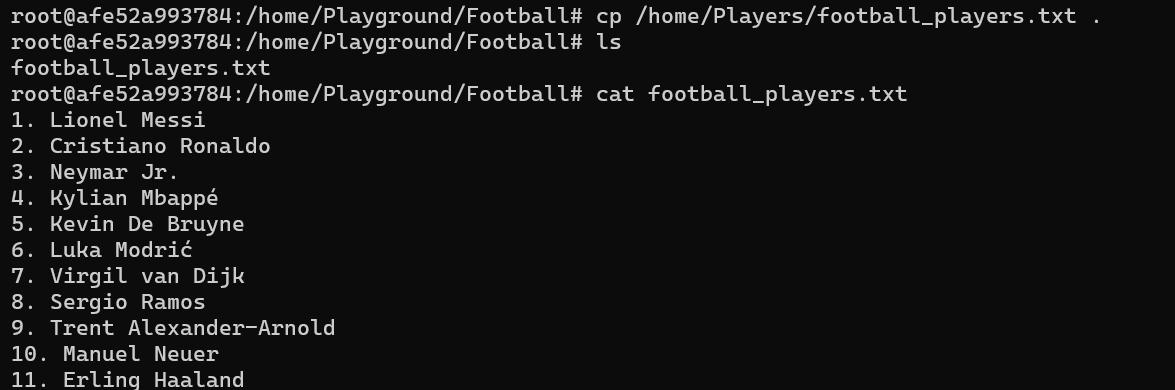 root@afe52a993784:/home/Playground/Football# cp /home/Players/football_players.txt .
root@afe52a993784:/home/Playground/Football# ls
football_players.txt
root@afe52a993784:/home/Playground/Football# cat football_players.txt
1. Lionel Messi
2. Cristiano Ronaldo
3. Neymar Jr.
4. Kylian Mbappé
5. Kevin De Bruyne
6. Luka Modrić
7. Virgil van Dijk
8. Sergio Ramos
9. Trent Alexander-Arnold
10. Manuel Neuer
11. Erling Haaland